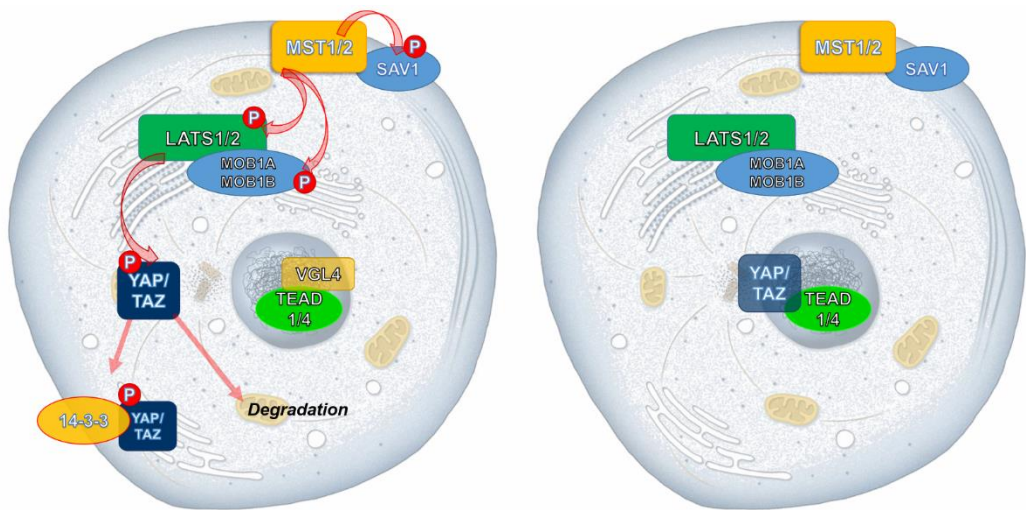 MST1/2
P
SAV1
P
LATS1/2
MOB1A
MOB1B
P
P
YAP/
TAZ
VGL4
TEAD
1/4
P
14-3-3
YAP/
TAZ
Degradation
MST1/2
SAV1
LATS1/2
MOB1A
MOB1B
YAP/
TAZ
TEAD
1/4